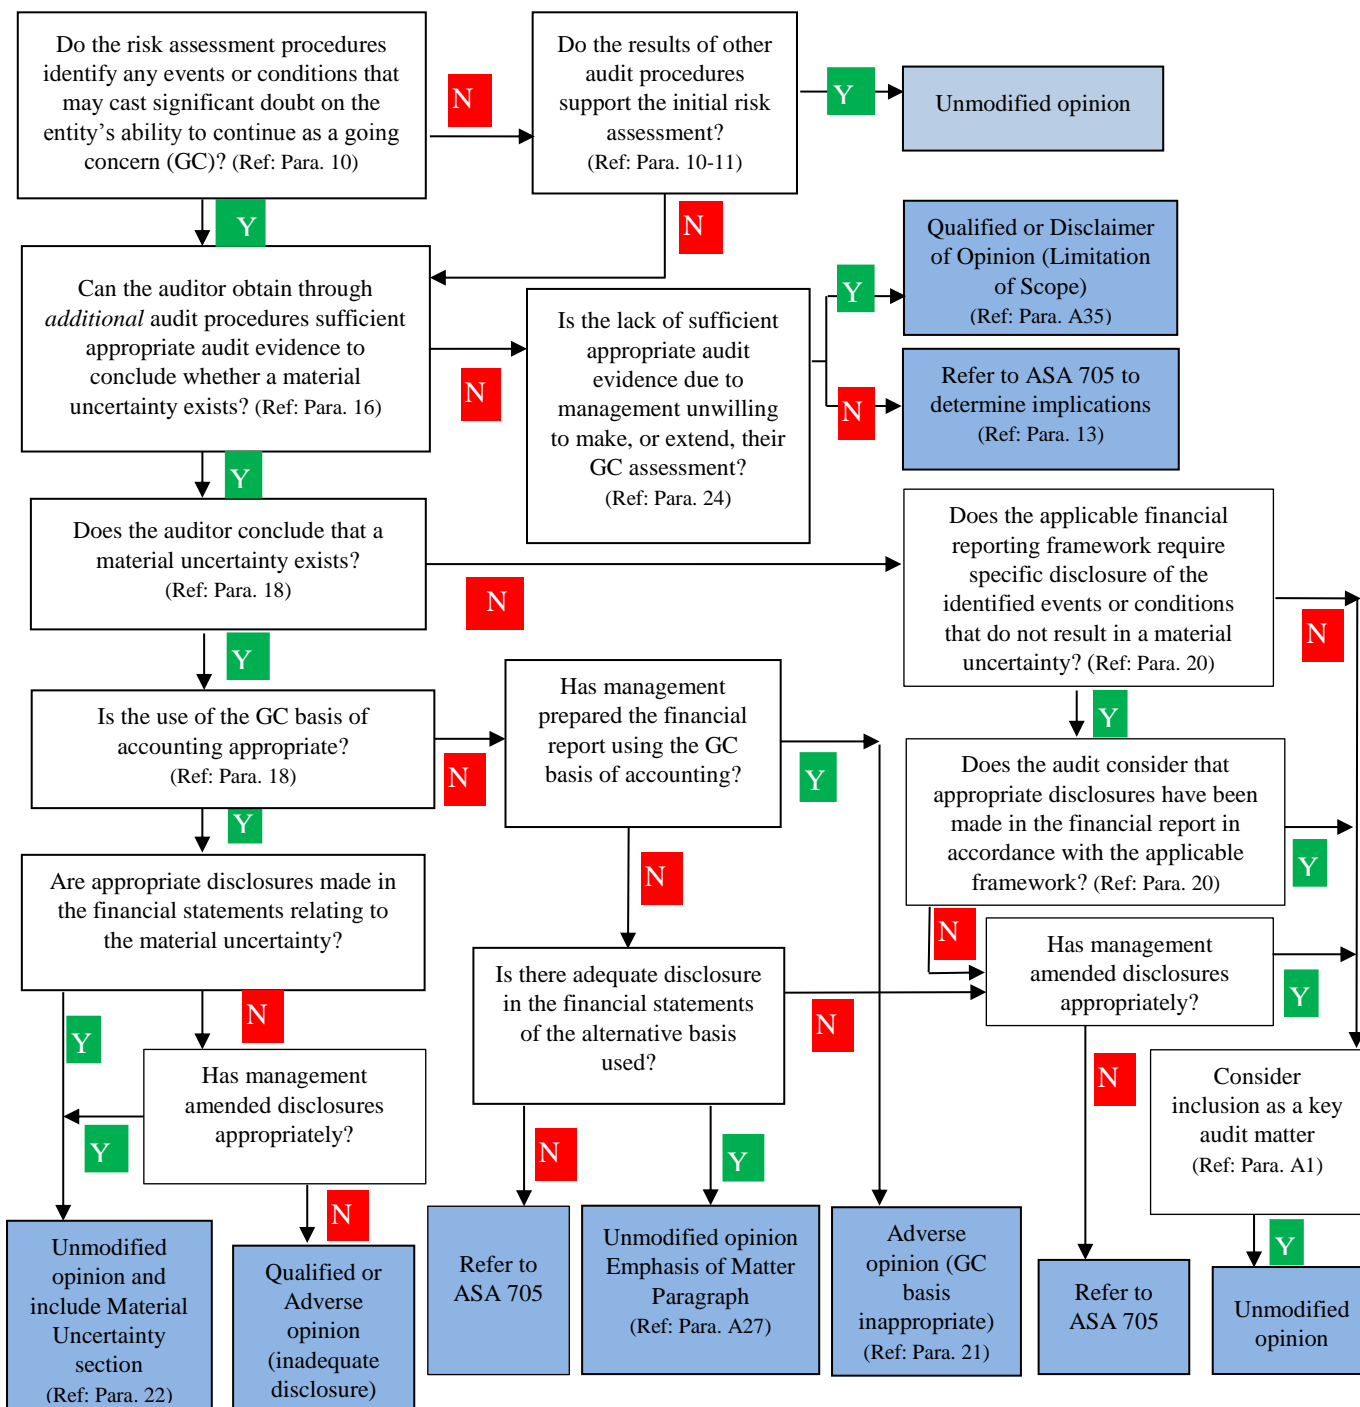 Do the risk assessment procedures
identify any events or conditions that
may cast significant doubt on the
entity’s ability to continue as a going
concern (GC)? (Ref: Para. 10)
N
Do the results of other
audit procedures
support the initial risk
assessment?
(Ref: Para. 10-11)
Y
Unmodified opinion
Y
N
Can the auditor obtain through
additional audit procedures sufficient
appropriate audit evidence to
conclude whether a material
uncertainty exists? (Ref: Para. 16)
N
Is the lack of sufficient
appropriate audit
evidence due to
management unwilling
to make, or extend, their
GC assessment?
(Ref: Para. 24)
Y
Qualified or Disclaimer
of Opinion (Limitation
of Scope)
(Ref: Para. A35)
N
Refer to ASA 705 to
determine implications
(Ref: Para. 13)
Y
Does the auditor conclude that a
material uncertainty exists?
(Ref: Para. 18)
N
Does the applicable financial
reporting framework require
specific disclosure of the
identified events or conditions
that do not result in a material
uncertainty? (Ref: Para. 20)
N
Y
Y
Is the use of the GC basis of
accounting appropriate?
(Ref: Para. 18)
N
Has management
prepared the financial
report using the GC
basis of accounting?
Y
Does the audit consider that
appropriate disclosures have been
made in the financial report in
accordance with the applicable
framework? (Ref: Para. 20)
Y
Y
Are appropriate disclosures made in
the financial statements relating to
the material uncertainty?
N
N
Is there adequate disclosure
in the financial statements
of the alternative basis
used?
N
Has management
amended disclosures
appropriately?
Y
Y
N
Has management
amended disclosures
appropriately?
Y
N
N
Y
N
Consider
inclusion as a key
audit matter
(Ref: Para. A1)
Y
Unmodified
opinion and
include Material
Uncertainty
section
(Ref: Para. 22)
Qualified or
Adverse
opinion
(inadequate
disclosure)
Refer to
ASA 705
Unmodified opinion
Emphasis of Matter
Paragraph
(Ref: Para. A27)
Adverse
opinion (GC
basis
inappropriate)
(Ref: Para. 21)
Refer to
ASA 705
Unmodified
opinion